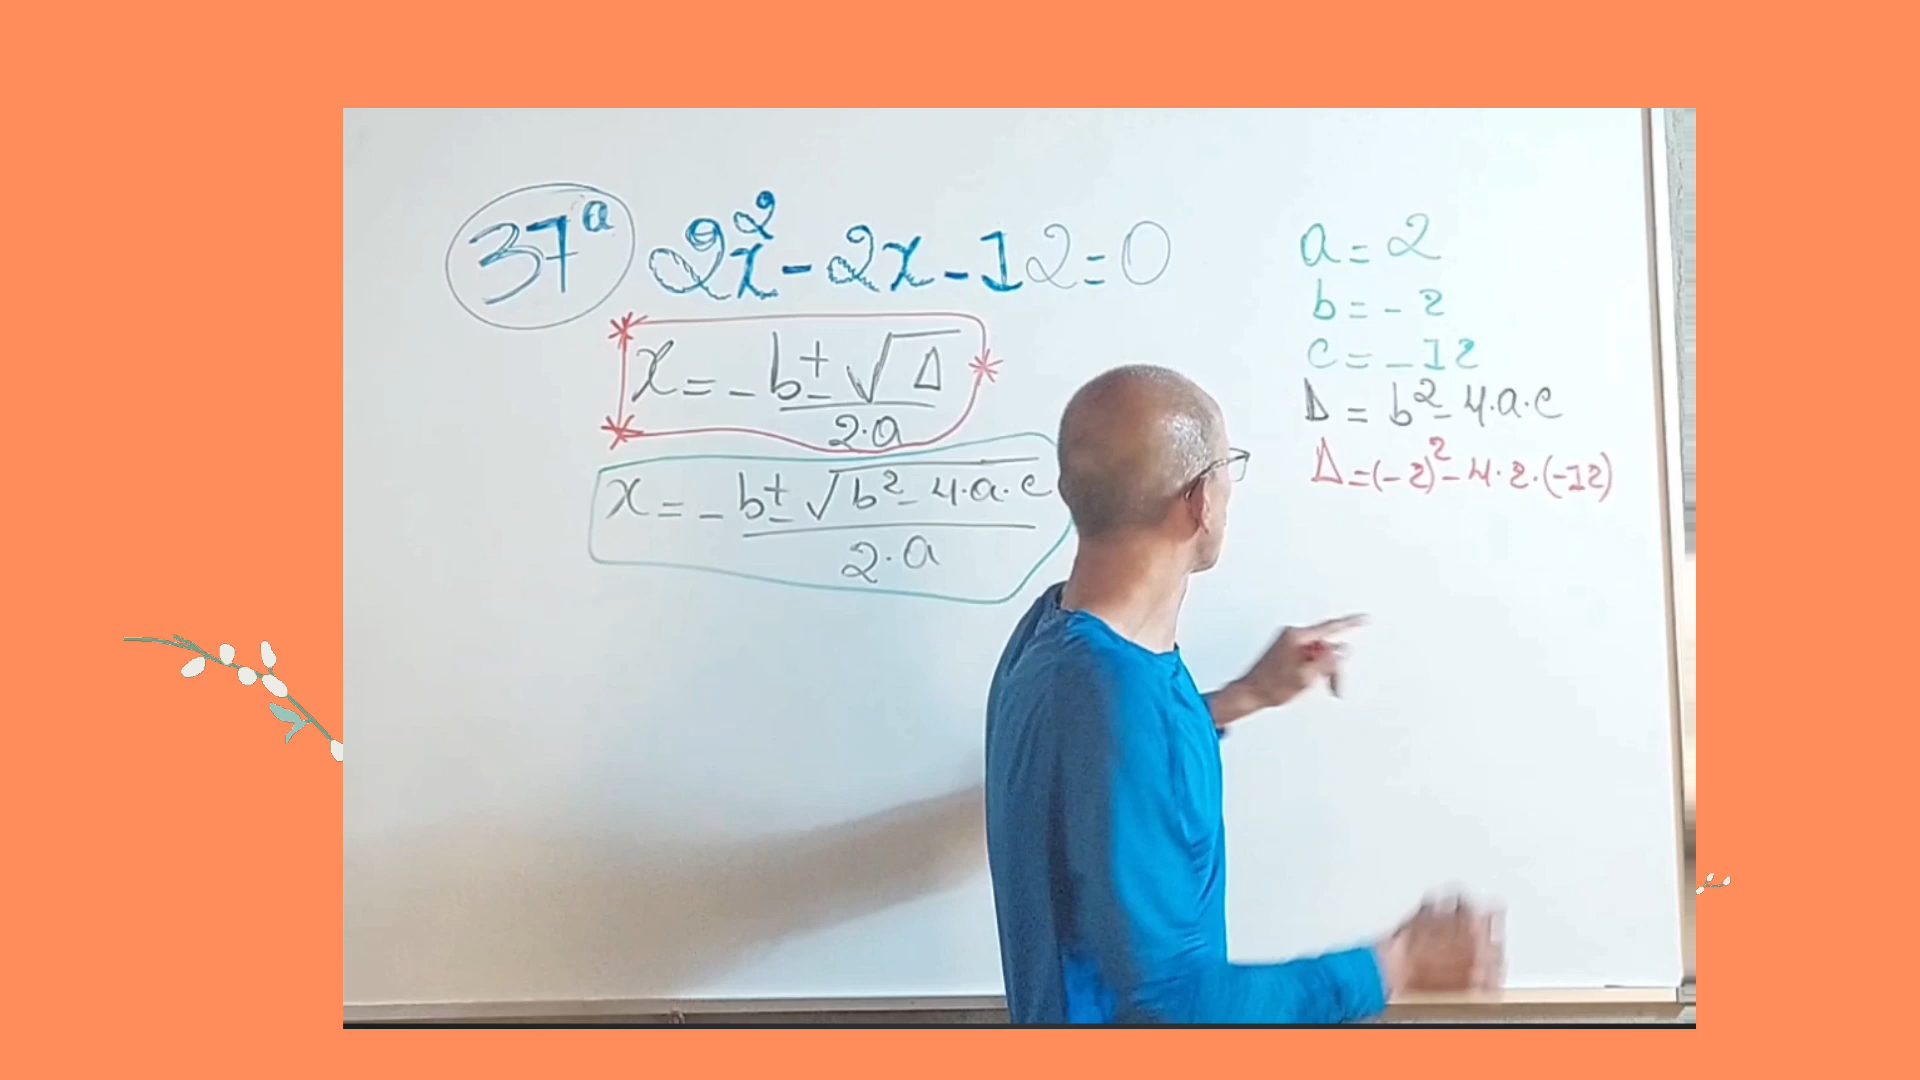 37ª 2x² - 2x - 12 = 0
x = -b ± √Δ / 2·a
x = -b ± √b² - 4·a·c / 2·a
a = 2
b = -2
c = -12
Δ = b² - 4·a·c
Δ = (-2)² - 4·2·(-12)